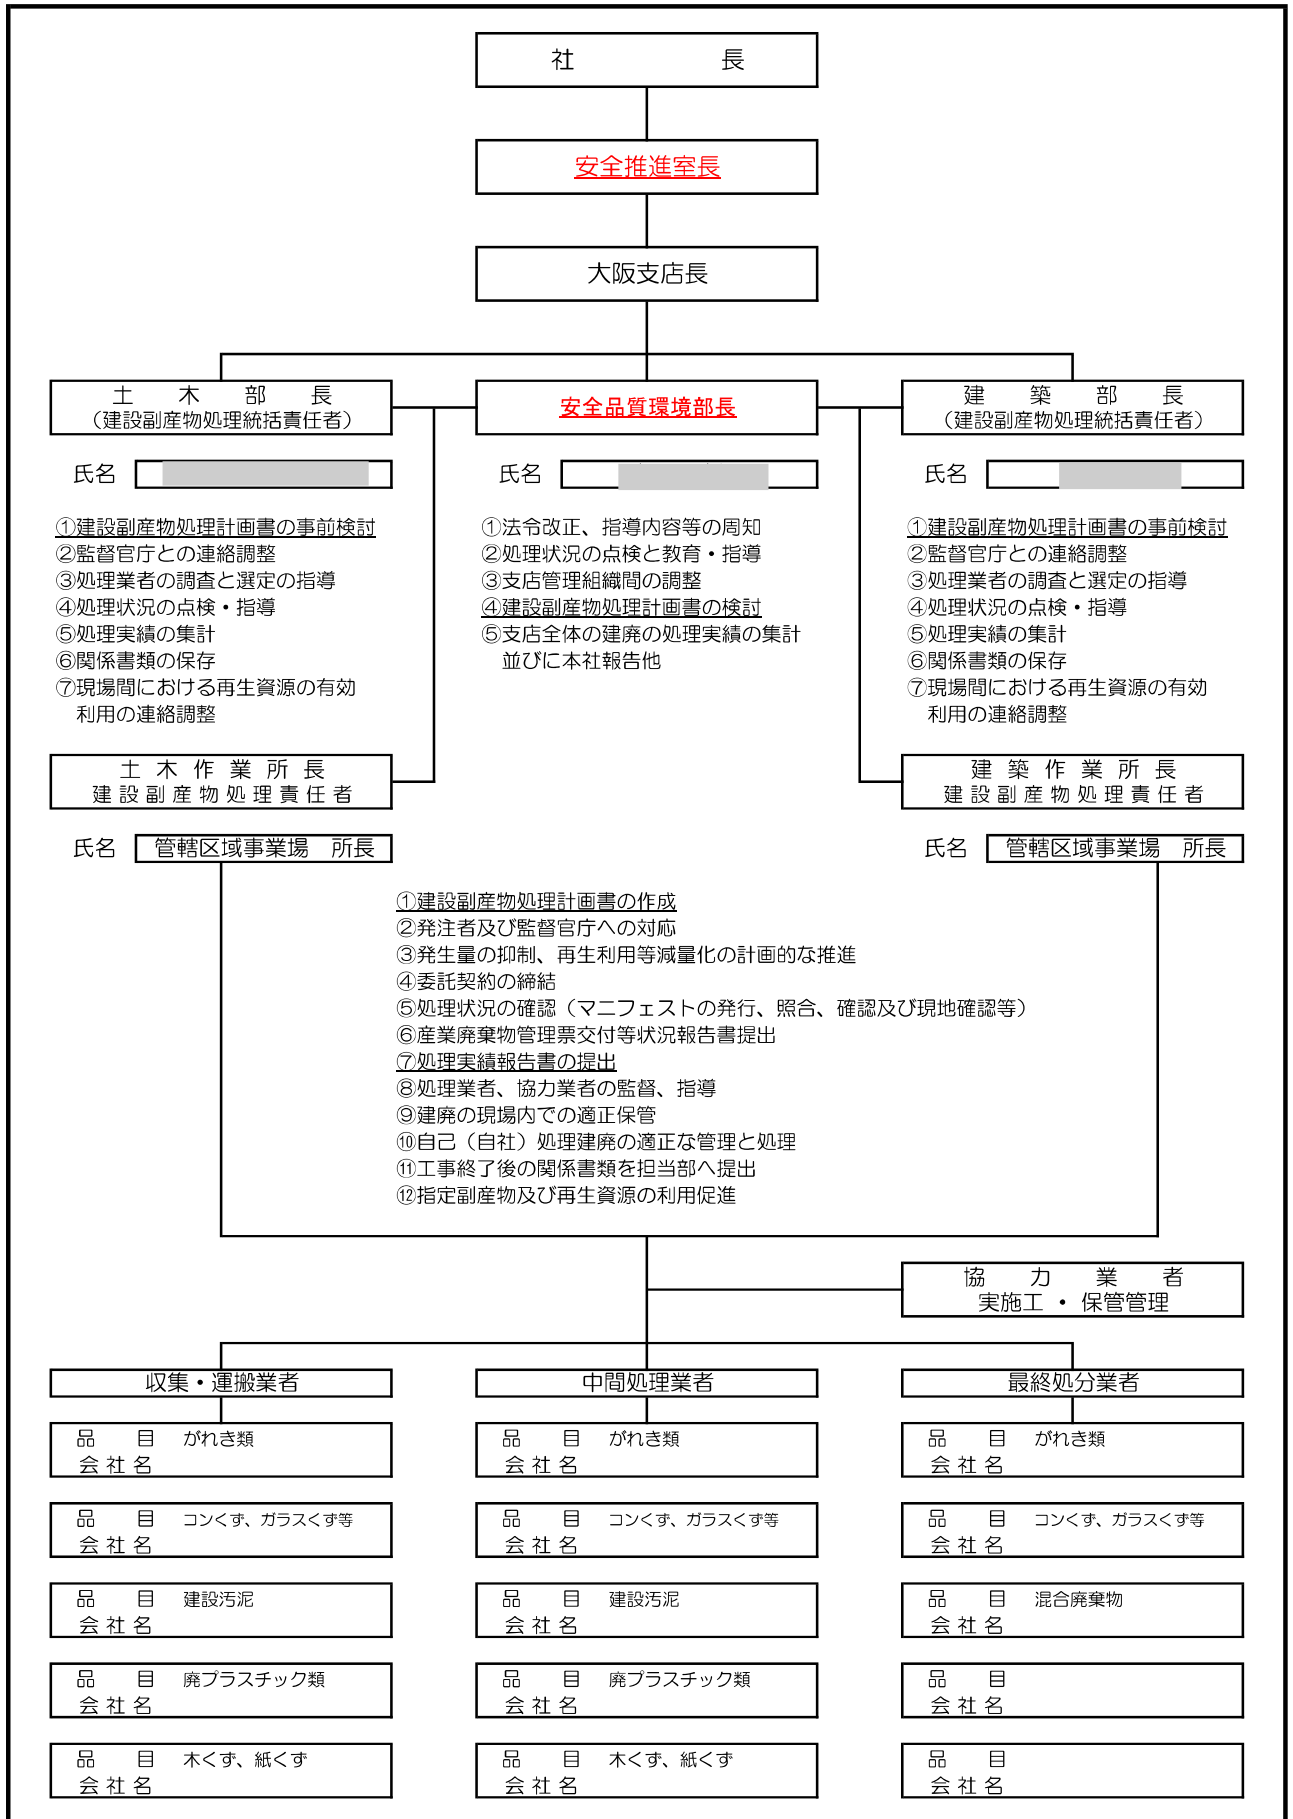 社　　　　　　長
安全推進室長
大阪支店長
土　木　部　長
（建設副産物処理統括責任者）
安全品質環境部長
建　築　部　長
（建設副産物処理統括責任者）
氏名
①建設副産物処理計画書の事前検討
②監督官庁との連絡調整
③処理業者の調査と選定の指導
④処理状況の点検・指導
⑤処理実績の集計
⑥関係書類の保存
⑦現場間における再生資源の有効
利用の連絡調整
氏名
①法令改正、指導内容等の周知
②処理状況の点検と教育・指導
③支店管理組織間の調整
④建設副産物処理計画書の検討
⑤支店全体の建廃の処理実績の集計
並びに本社報告他
氏名
①建設副産物処理計画書の事前検討
②監督官庁との連絡調整
③処理業者の調査と選定の指導
④処理状況の点検・指導
⑤処理実績の集計
⑥関係書類の保存
⑦現場間における再生資源の有効
利用の連絡調整
土木作業所長
建設副産物処理責任者
氏名　管轄区域事業場　所長
建築作業所長
建設副産物処理責任者
氏名　管轄区域事業場　所長
①建設副産物処理計画書の作成
②発注者及び監督官庁への対応
③発生量の抑制、再生利用等減量化の計画的な推進
④委託契約の締結
⑤処理状況の確認（マニフェストの発行、照合、確認及び現地確認等）
⑥産業廃棄物管理票交付等状況報告書提出
⑦処理実績報告書の提出
⑧処理業者、協力業者の監督、指導
⑨建廃の現場内での適正保管
⑩自己（自社）処理建廃の適正な管理と処理
⑪工事終了後の関係書類を担当部へ提出
⑫指定副産物及び再生資源の利用促進
協　力　業　者
実施工 ・ 保管管理
収集・運搬業者
品　目　がれき類
会社名
品　目　コンくず、ガラスくず等
会社名
品　目　建設汚泥
会社名
品　目　廃プラスチック類
会社名
品　目　木くず、紙くず
会社名
中間処理業者
品　目　がれき類
会社名
品　目　コンくず、ガラスくず等
会社名
品　目　建設汚泥
会社名
品　目　廃プラスチック類
会社名
品　目　木くず、紙くず
会社名
最終処分業者
品　目　がれき類
会社名
品　目　コンくず、ガラスくず等
会社名
品　目　混合廃棄物
会社名
品　目
会社名
品　目
会社名